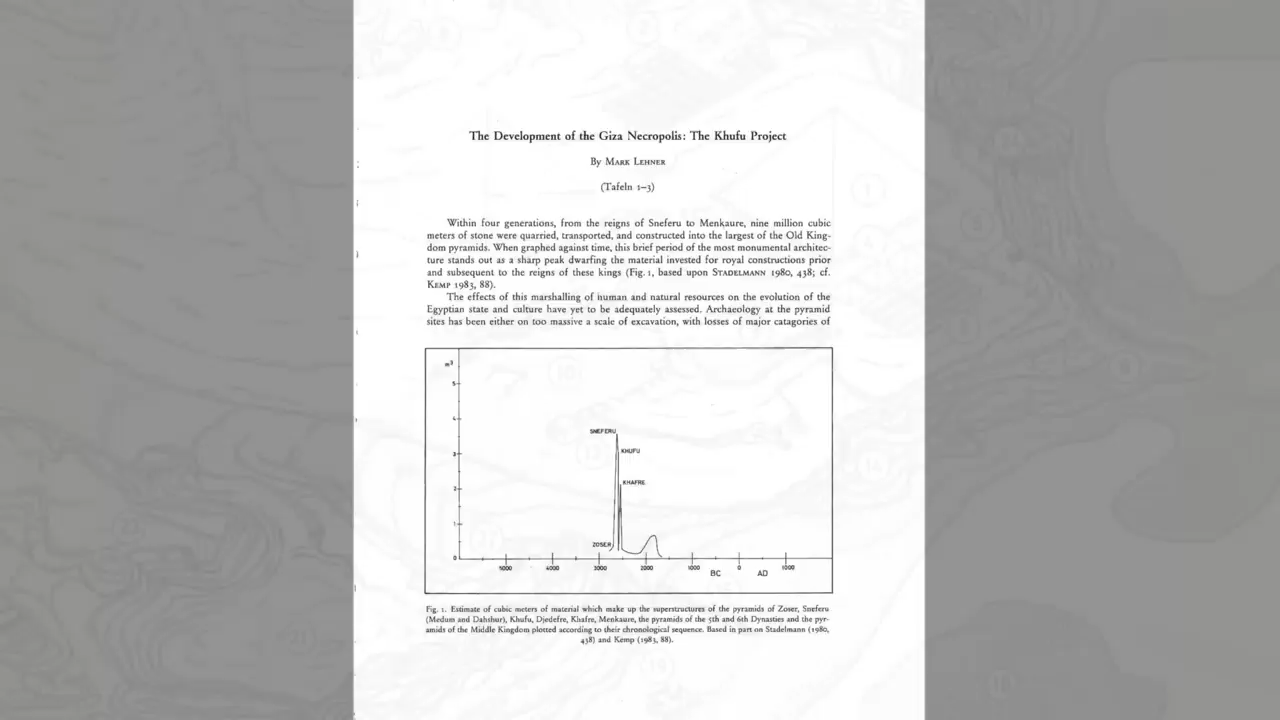 The Development of the Giza Necropolis: The Khufu Project
By Mark Lehner
(Tafeln 1–3)
Within four generations, from the reigns of Sneferu to Menkaure, nine million cubic
meters of stone were quarried, transported, and constructed into the largest of the Old King-
dom pyramids. When graphed against time, this brief period of the most monumental architec-
ture stands out as a sharp peak dwarfing the material invested for royal constructions prior
and subsequent to the reigns of these kings (Fig. 1, based upon Stadelmann 1980, 438; cf.
Kemp 1983, 88).
The effects of this marshalling of human and natural resources on the evolution of the
Egyptian state and culture have yet to be adequately assessed. Archaeology at the pyramid
sites has been either on too massive a scale of excavation, with losses of major catagories of
m³
5
4
3
2
1
0
SNEFERU
KHUFU
KHAFRE
ZOSER
5000 4000 3000 2000 1000 0 1000
BC AD
Fig. 1. Estimate of cubic meters of material which make up the superstructures of the pyramids of Zoser, Sneferu
(Medum and Dahshur), Khufu, Djedefre, Khafre, Menkaure, the pyramids of the 5th and 6th Dynasties and the pyr-
amids of the Middle Kingdom plotted according to their chronological sequence. Based in part on Stadelmann (1980,
438) and Kemp (1983, 88).